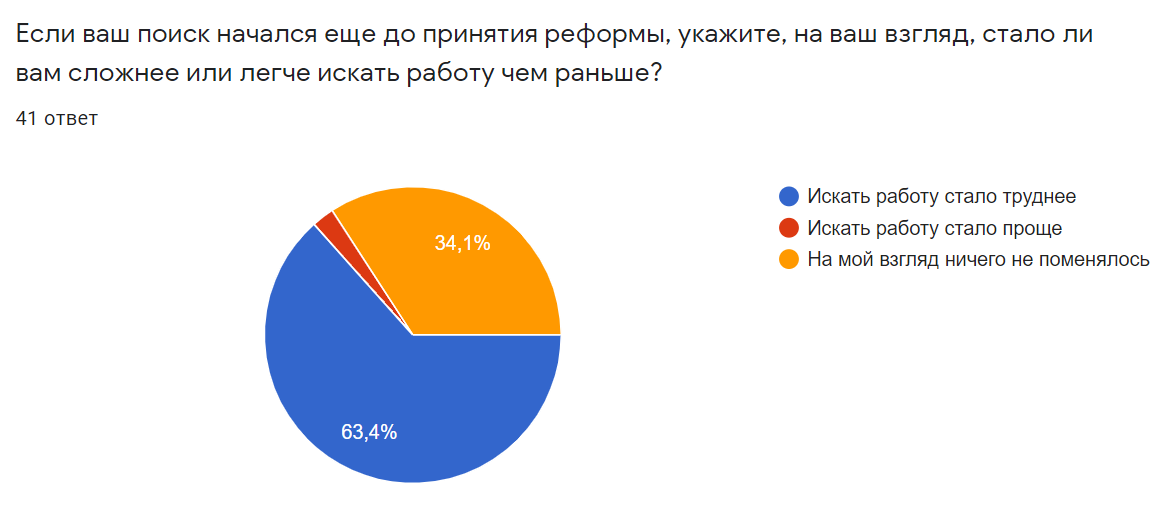 Если ваш поиск начался еще до принятия реформы, укажите, на ваш взгляд, стало ли
вам сложнее или легче искать работу чем раньше?
41 ответ
Искать работу стало труднее
Искать работу стало проще
На мой взгляд ничего не поменялось
34,1%
63,4%